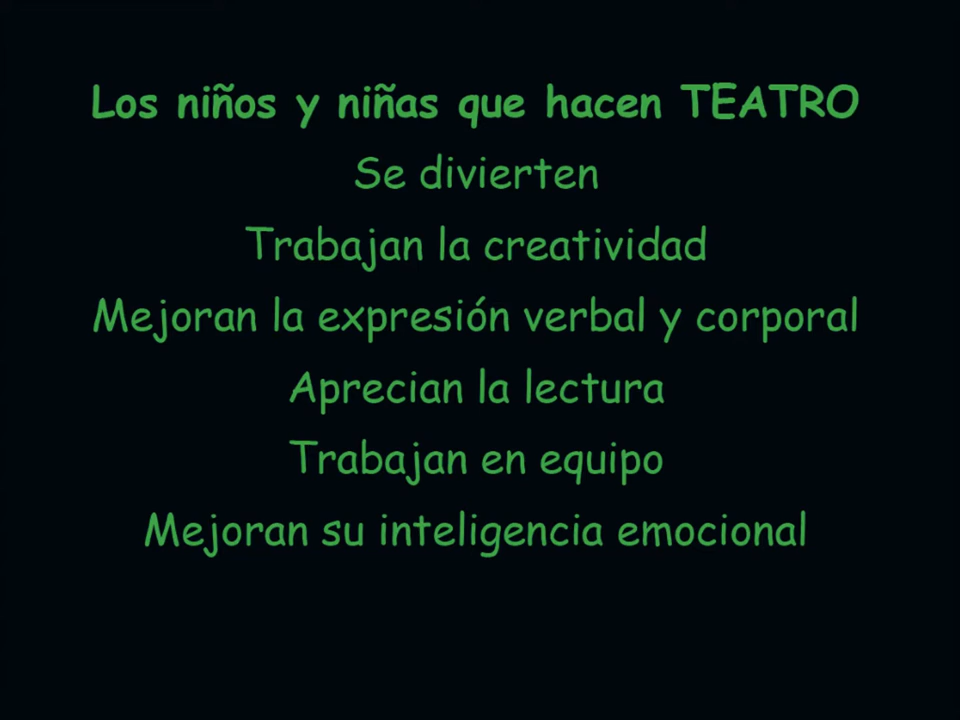 Los niños y niñas que hacen TEATRO
Se divierten
Trabajan la creatividad
Mejoran la expresión verbal y corporal
Aprecian la lectura
Trabajan en equipo
Mejoran su inteligencia emocional